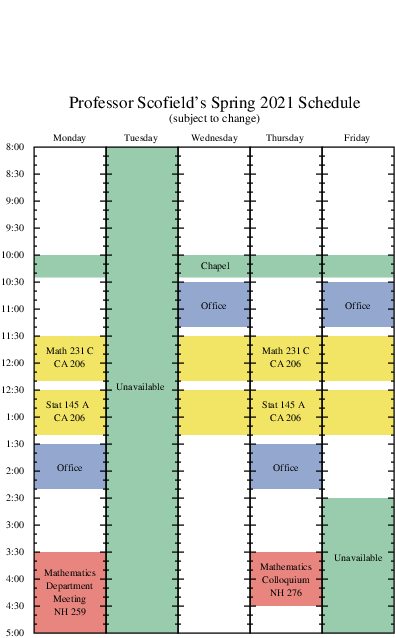 Professor Scofield's Spring 2021 Schedule
(subject to change)
Monday Tuesday Wednesday Thursday Friday
8:00
8:30
9:00
9:30
10:00
Chapel
10:30
11:00 Office Office
11:30
Math 231 C Math 231 C
12:00 CA 206 CA 206
12:30 Unavailable
Stat 145 A Stat 145 A
1:00 CA 206 CA 206
1:30
2:00 Office Office
2:30
3:00
3:30
Unavailable
Mathematics Mathematics
4:00 Department Colloquium
Meeting NH 276
4:30 NH 259
5:00